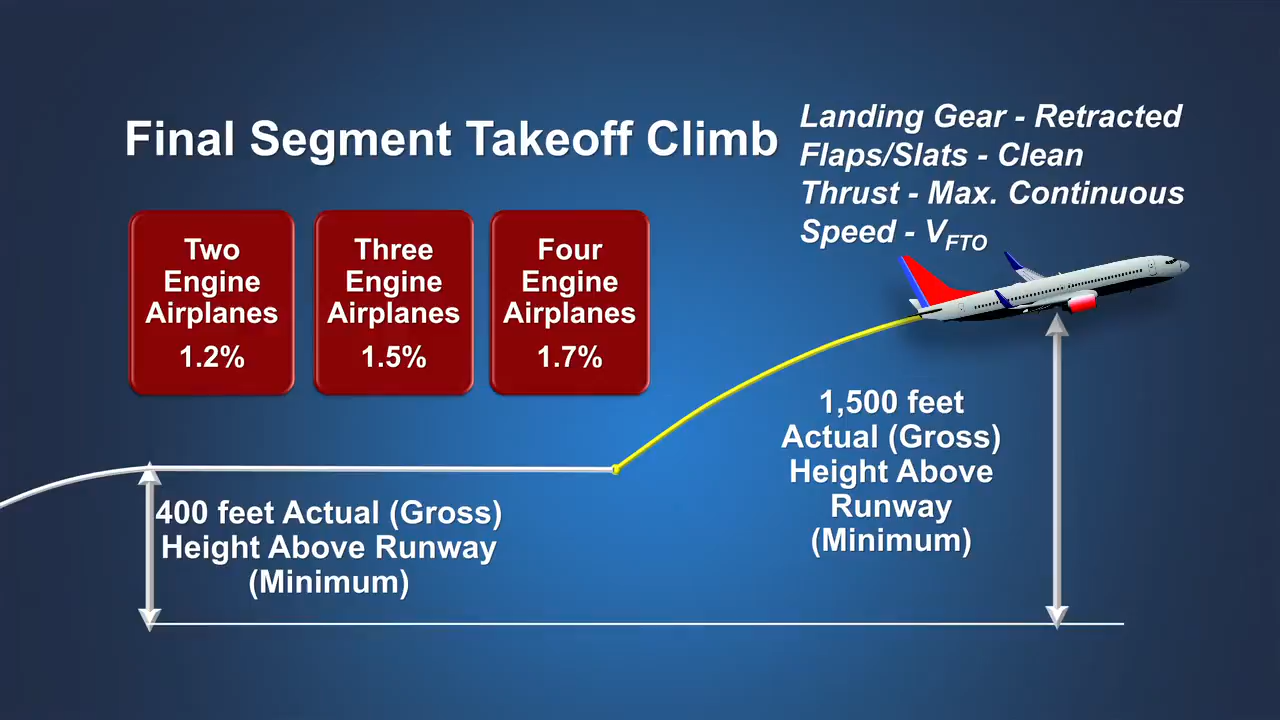 Final Segment Takeoff Climb
Landing Gear - Retracted
Flaps/Slats - Clean
Thrust - Max. Continuous
Speed - VFTO
Two
Engine
Airplanes
1.2%
Three
Engine
Airplanes
1.5%
Four
Engine
Airplanes
1.7%
400 feet Actual (Gross)
Height Above Runway
(Minimum)
1,500 feet
Actual (Gross)
Height Above
Runway
(Minimum)